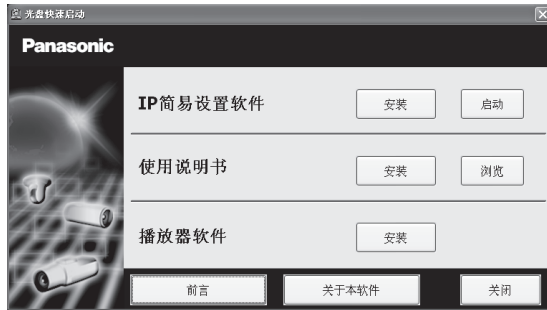 光盘快速启动
Panasonic
IP简易设置软件 安装 启动
使用说明书 安装 浏览
播放器软件 安装
前言 关于本软件 关闭